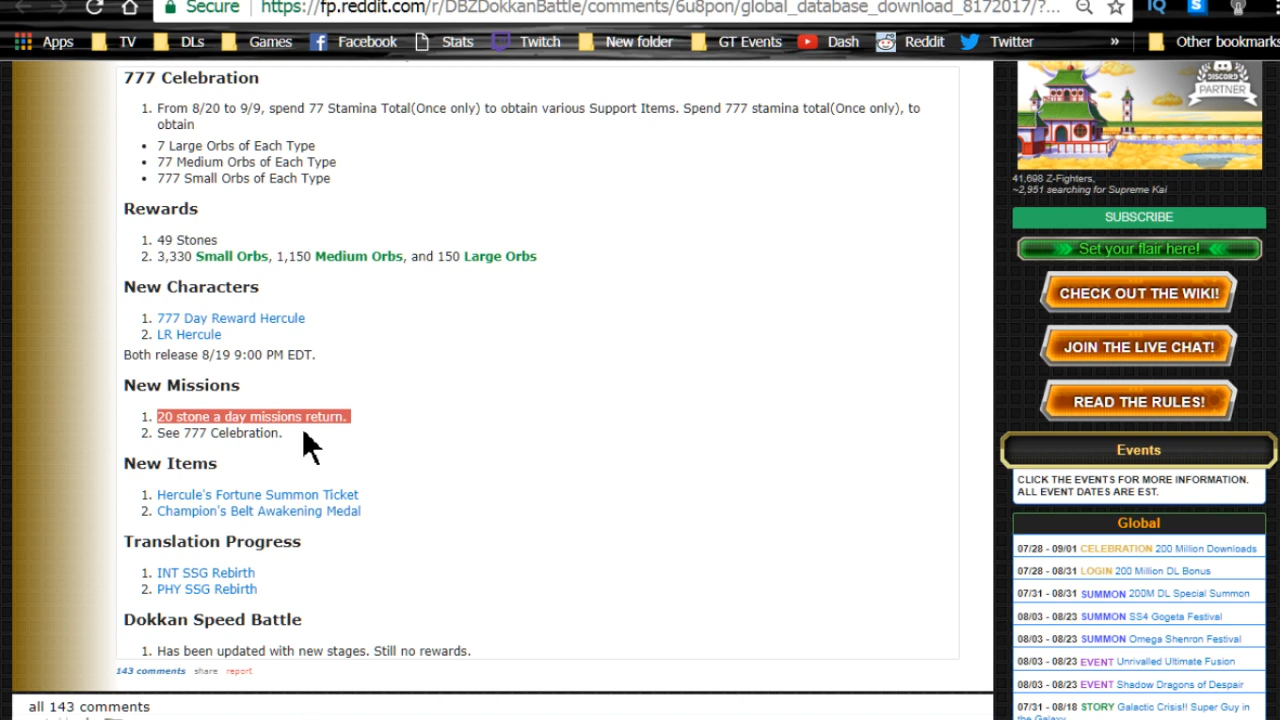 Secure
https://fp.reddit.com/r/DBZDokkanBattle/comments/6u8pon/global_database_download_8172017/?...
Apps
TV
DLs
Games
Facebook
Stats
Twitch
New folder
GT Events
Dash
Reddit
Twitter
»
Other bookmarks
777 Celebration
1. From 8/20 to 9/9, spend 77 Stamina Total(Once only) to obtain various Support Items. Spend 777 stamina total(Once only), to
obtain
• 7 Large Orbs of Each Type
• 77 Medium Orbs of Each Type
• 777 Small Orbs of Each Type
Rewards
1. 49 Stones
2. 3,330 Small Orbs, 1,150 Medium Orbs, and 150 Large Orbs
New Characters
1. 777 Day Reward Hercule
2. LR Hercule
Both release 8/19 9:00 PM EDT.
New Missions
1. 20 stone a day missions return.
2. See 777 Celebration.
New Items
1. Hercule's Fortune Summon Ticket
2. Champion's Belt Awakening Medal
Translation Progress
1. INT SSG Rebirth
2. PHY SSG Rebirth
Dokkan Speed Battle
1. Has been updated with new stages. Still no rewards.
143 comments share report
all 143 comments
DISCORD
PARTNER
41,698 Z-Fighters,
~2,951 searching for Supreme Kai
SUBSCRIBE
Set your flair here!
CHECK OUT THE WIKI!
JOIN THE LIVE CHAT!
READ THE RULES!
Events
CLICK THE EVENTS FOR MORE INFORMATION.
ALL EVENT DATES ARE EST.
Global
07/28 - 09/01 CELEBRATION 200 Million Downloads
07/28 - 08/31 LOGIN 200 Million DL Bonus
07/31 - 08/31 SUMMON 200M DL Special Summon
08/03 - 08/23 SUMMON SS4 Gogeta Festival
08/03 - 08/23 SUMMON Omega Shenron Festival
08/03 - 08/23 EVENT Unrivalled Ultimate Fusion
08/03 - 08/23 EVENT Shadow Dragons of Despair
07/31 - 08/18 STORY Galactic Crisis!! Super Guy in
the Galaxy